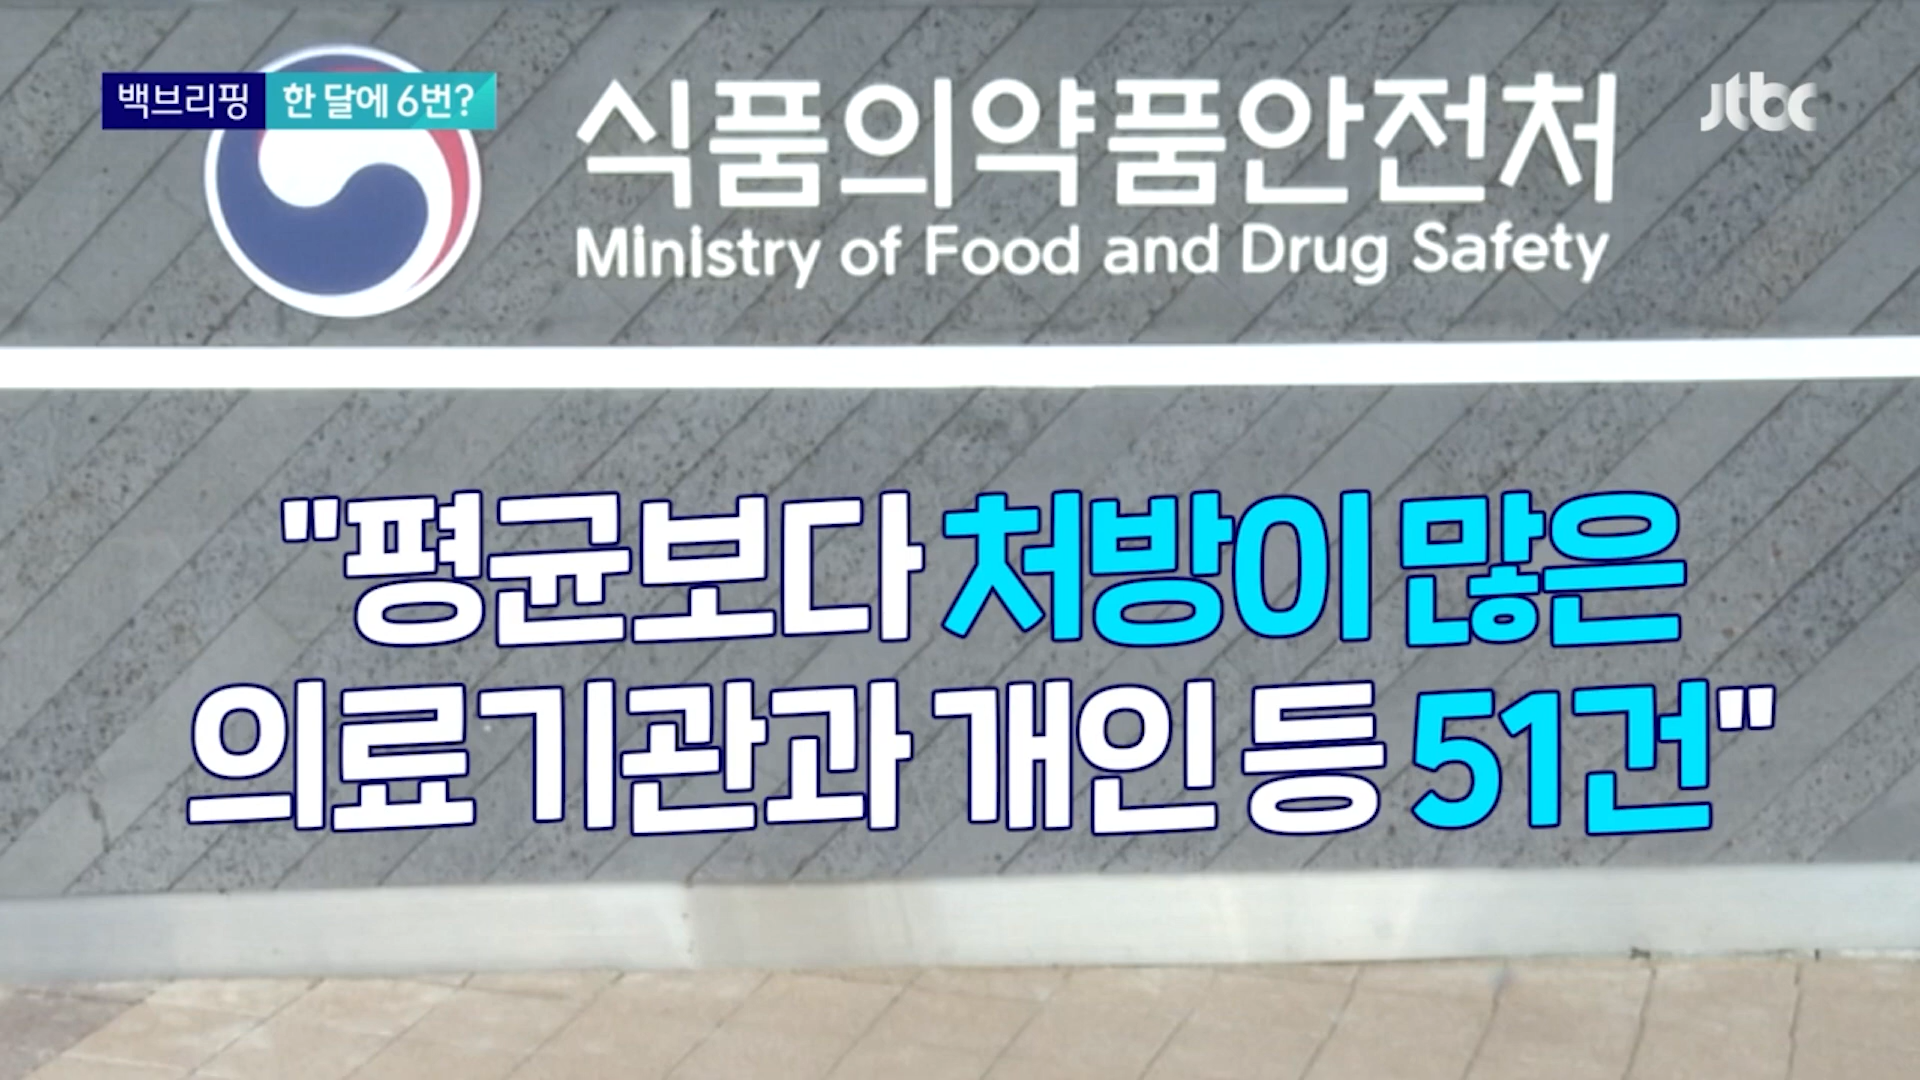 백브리핑 한 달에 6번?
jtbc
식품의약품안전처
Ministry of Food and Drug Safety
"평균보다 처방이 많은
의료기관과 개인 등 51건"